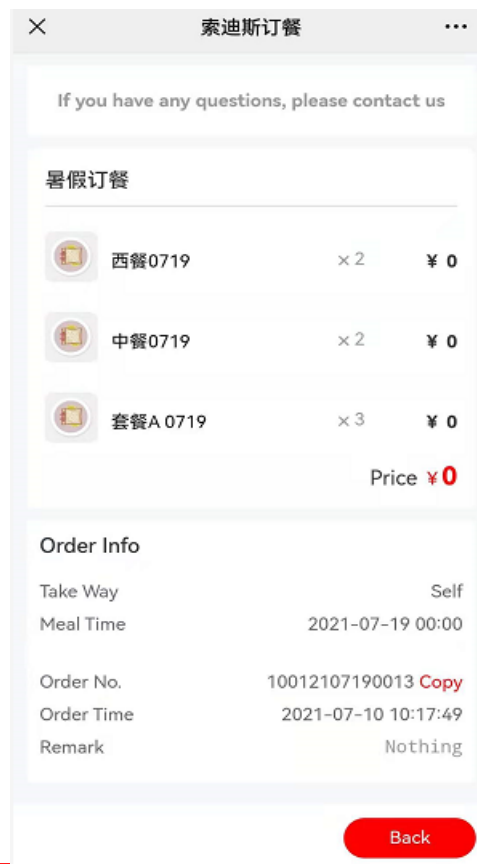 索迪斯订餐
If you have any questions, please contact us
暑假订餐
西餐0719 ×2 ¥ 0
中餐0719 ×2 ¥ 0
套餐A 0719 ×3 ¥ 0
Price ¥0
Order Info
Take Way Self
Meal Time 2021-07-19 00:00
Order No. 10012107190013 Copy
Order Time 2021-07-10 10:17:49
Remark Nothing
Back